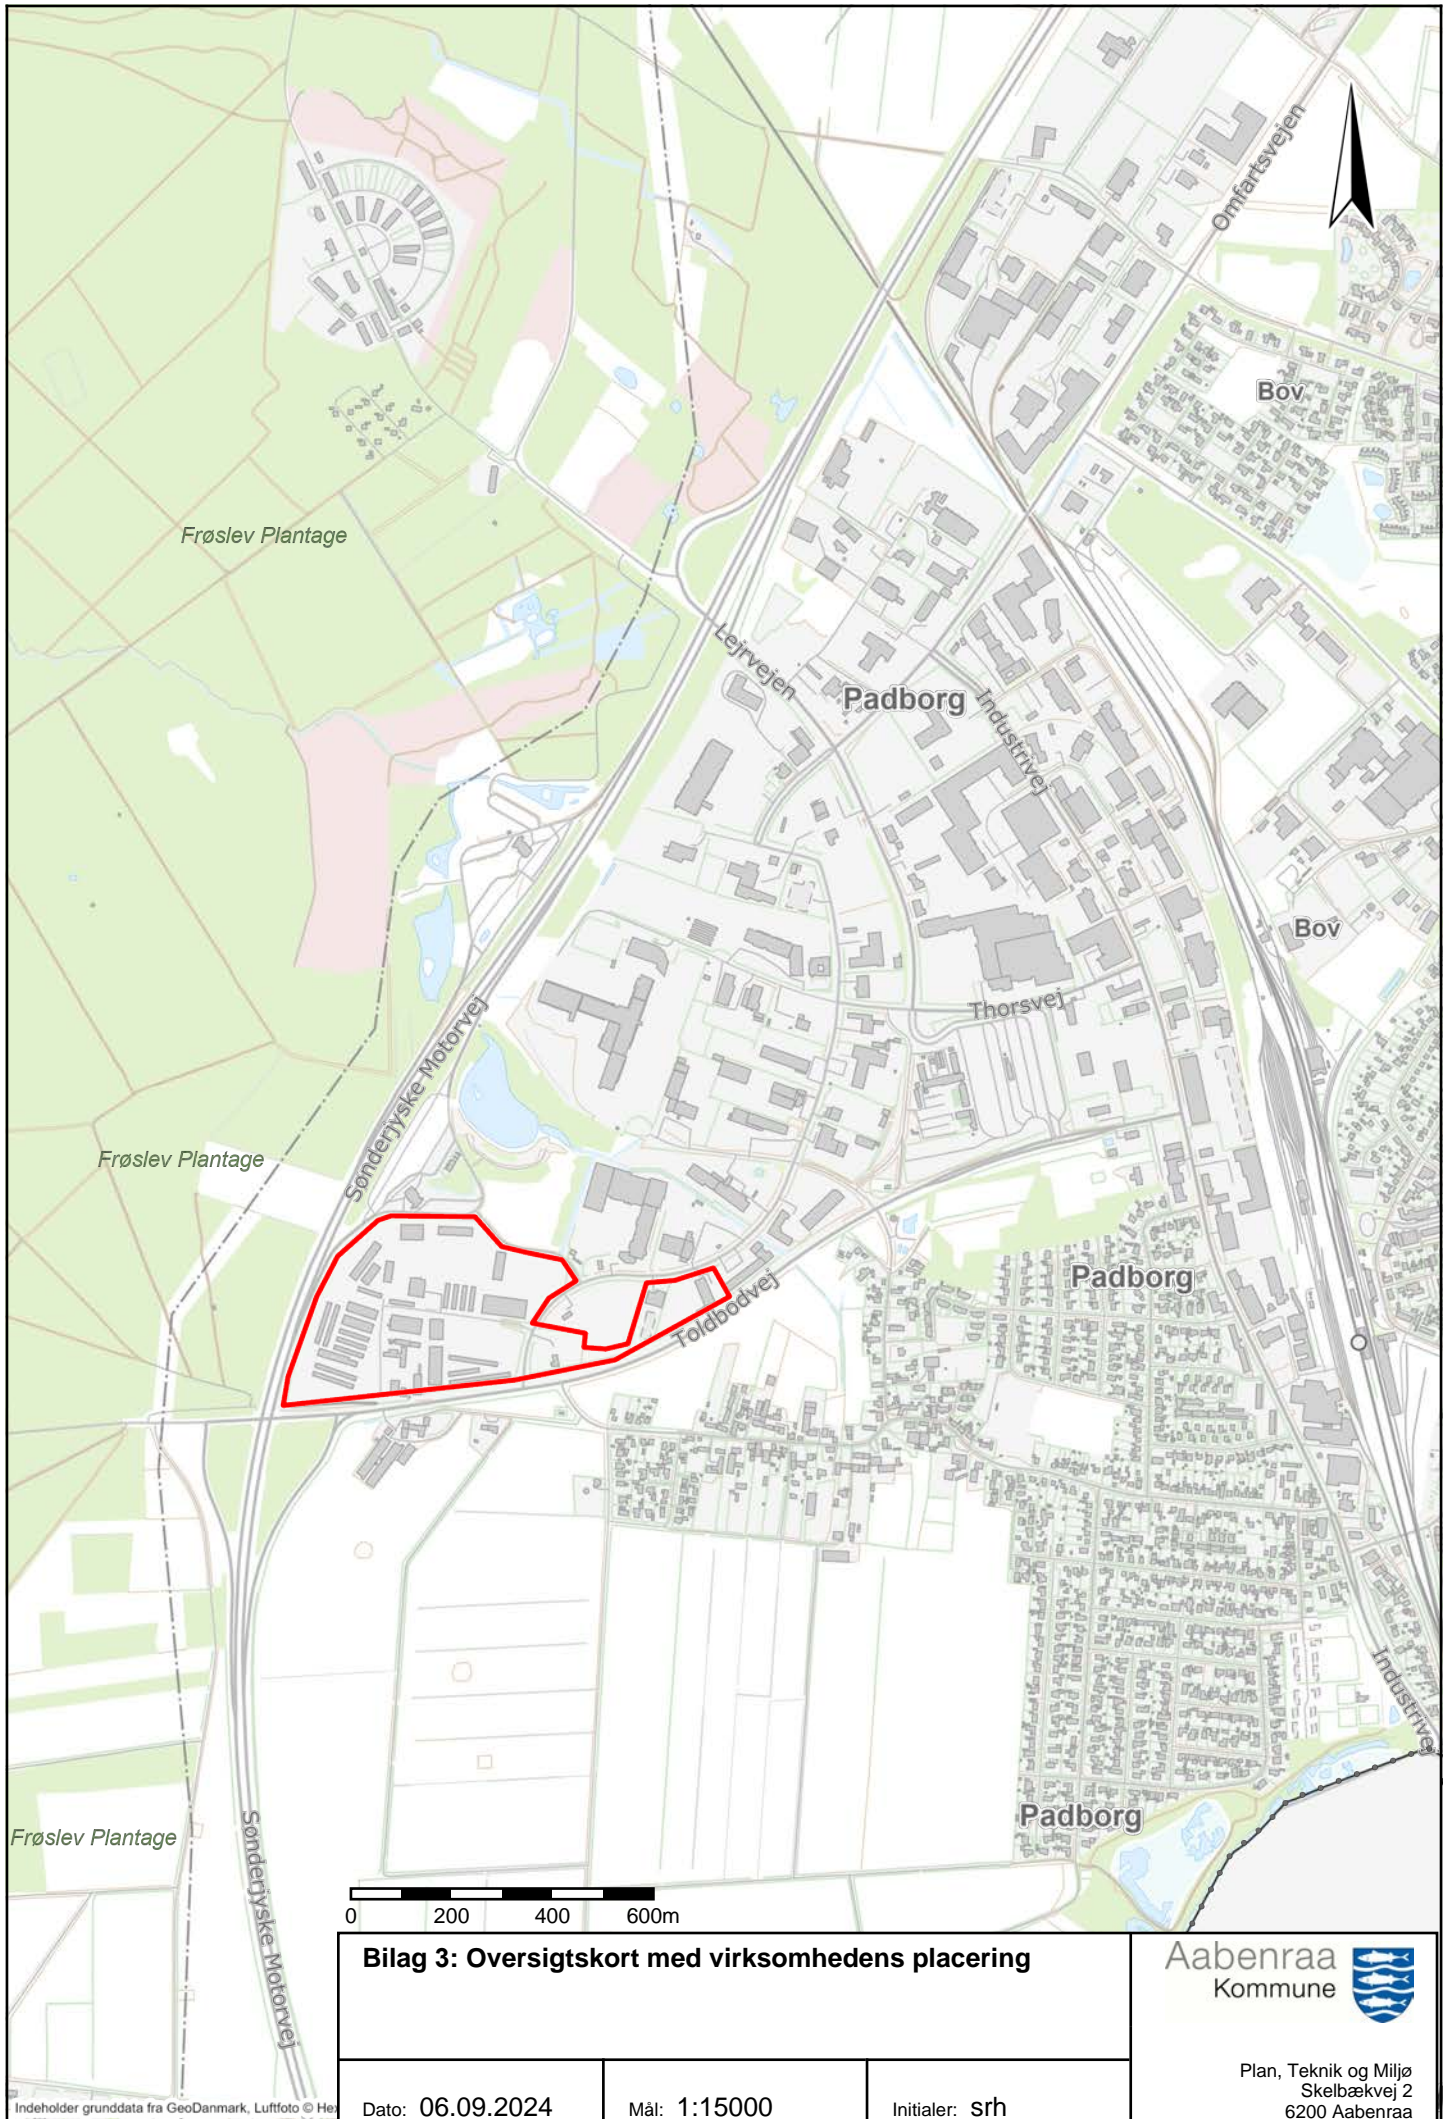 Omfartsvejen
Bov
Frøslev Plantage
Lejrvejen
Padborg
Industrivej
Bov
Thorsvej
Sønderjyske Motorvej
Frøslev Plantage
Padborg
Toldbodvej
Industrivej
Padborg
Frøslev Plantage
Sønderjyske Motorvej
0 200 400 600m
Bilag 3: Oversigtskort med virksomhedens placering
Aabenraa
Kommune
Plan, Teknik og Miljø
Skelbækvej 2
6200 Aabenraa
Dato: 06.09.2024
Mål: 1:15000
Initialer: srh
Indeholder grunddata fra GeoDanmark, Luftfoto ©